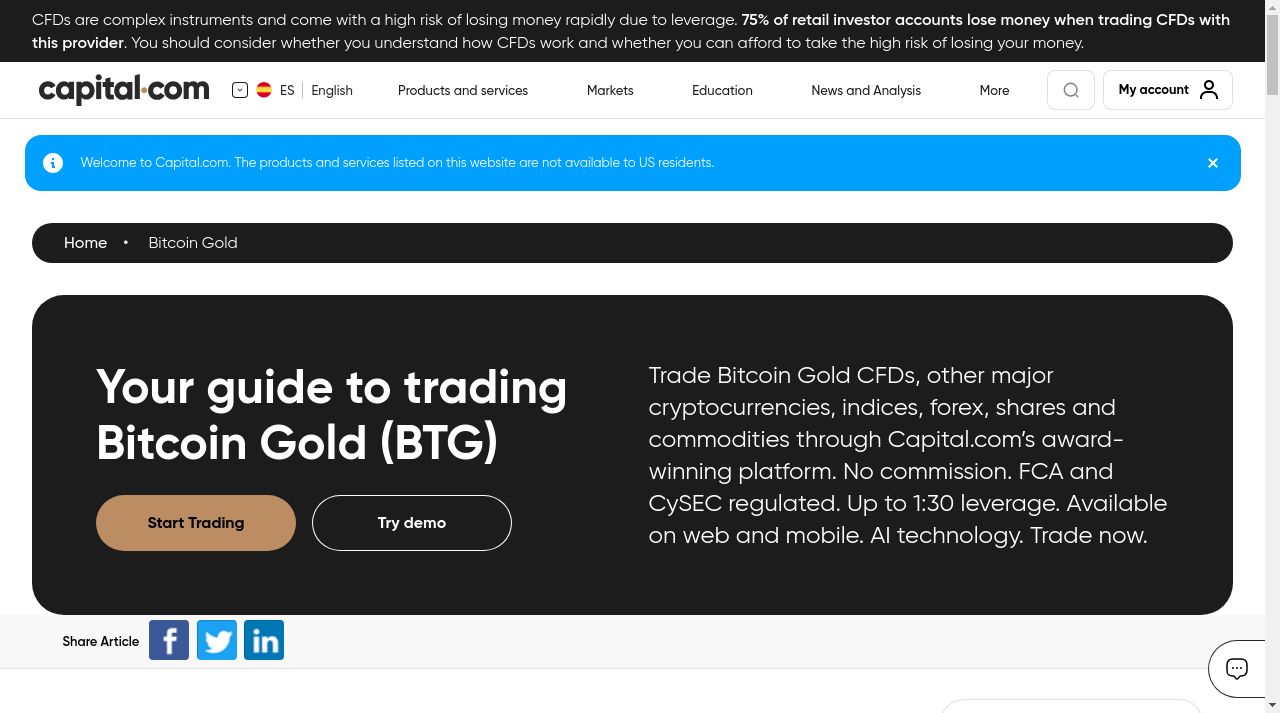 CFDs are complex instruments and come with a high risk of losing money rapidly due to leverage. 75% of retail investor accounts lose money when trading CFDs with
this provider. You should consider whether you understand how CFDs work and whether you can afford to take the high risk of losing your money.
capital.com ES English Products and services Markets Education News and Analysis More My account
Welcome to Capital.com. The products and services listed on this website are not available to US residents.
Home • Bitcoin Gold
Your guide to trading
Bitcoin Gold (BTG)
Start Trading Try demo
Trade Bitcoin Gold CFDs, other major
cryptocurrencies, indices, forex, shares and
commodities through Capital.com’s award-
winning platform. No commission. FCA and
CySEC regulated. Up to 1:30 leverage. Available
on web and mobile. AI technology. Trade now.
Share Article